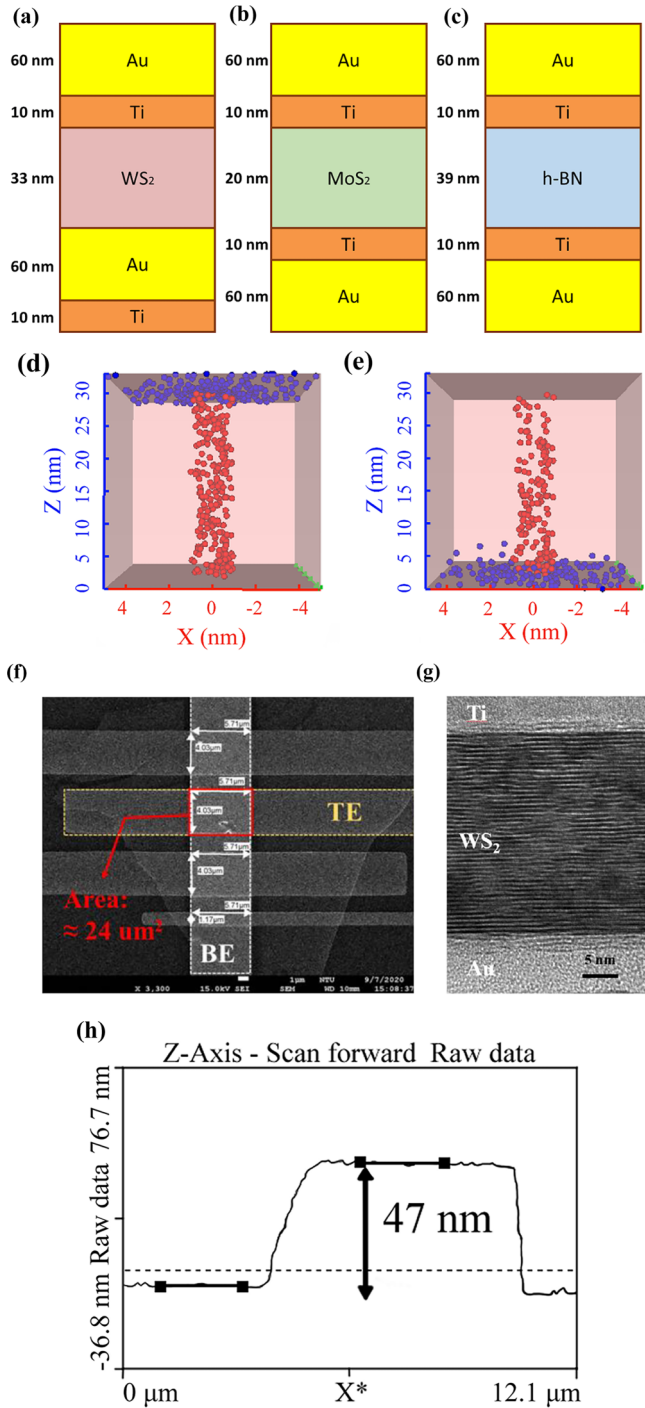 (a)
(b)
(c)
60 nm Au
10 nm Ti
33 nm WS₂
60 nm Au
10 nm Ti
60 nm Au
10 nm Ti
20 nm MoS₂
10 nm Ti
60 nm Au
60 nm Au
10 nm Ti
39 nm h-BN
10 nm Ti
60 nm Au
(d)
Z (nm)
30
25
20
15
10
5
0
4 2 0 -2 -4
X (nm)
(e)
Z (nm)
30
25
20
15
10
5
0
4 2 0 -2 -4
X (nm)
(f)
5.71μm
4.03μm
5.71μm
4.03μm
TE
5.71μm
4.03μm
Area:
≈ 24 um²
5.71μm
1.17μm
BE
1μm NTU 9/7/2020
X 3,300 15.0kV SEI SEM WD 10mm 15:08:37
(g)
Ti
WS₂
5 nm
Au
(h)
Z-Axis - Scan forward Raw data
-36.8 nm Raw data 76.7 nm
47 nm
0 μm X* 12.1 μm